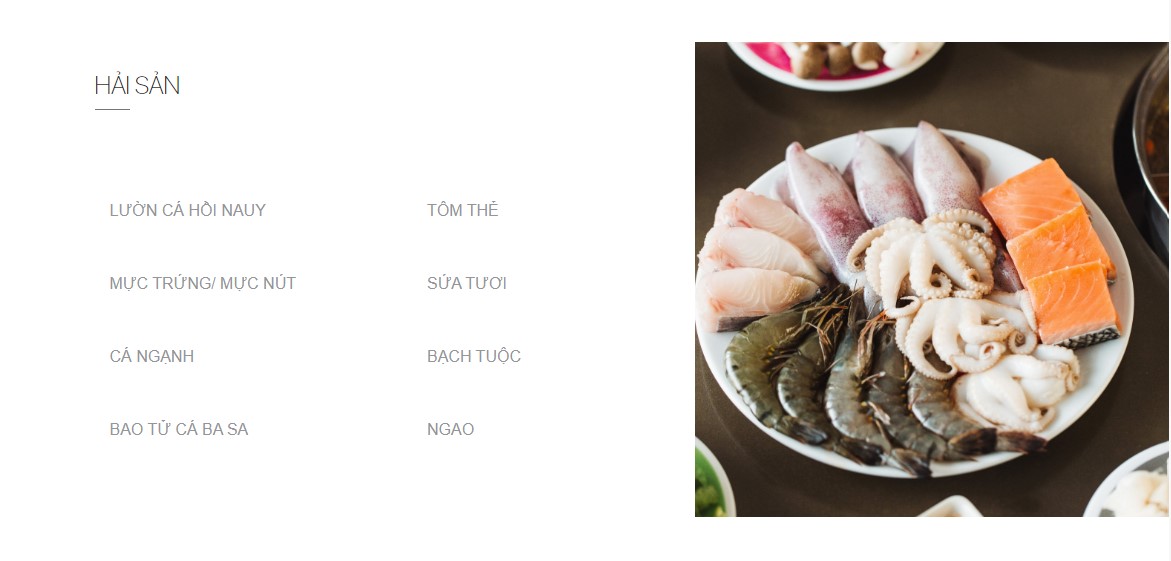 HẢI SẢN
LƯỜN CÁ HỒI NAUY
TÔM THẺ
MỰC TRỨNG/ MỰC NÚT
SỨA TƯƠI
CÁ NGẠNH
BẠCH TUỘC
BAO TỬ CÁ BA SA
NGAO